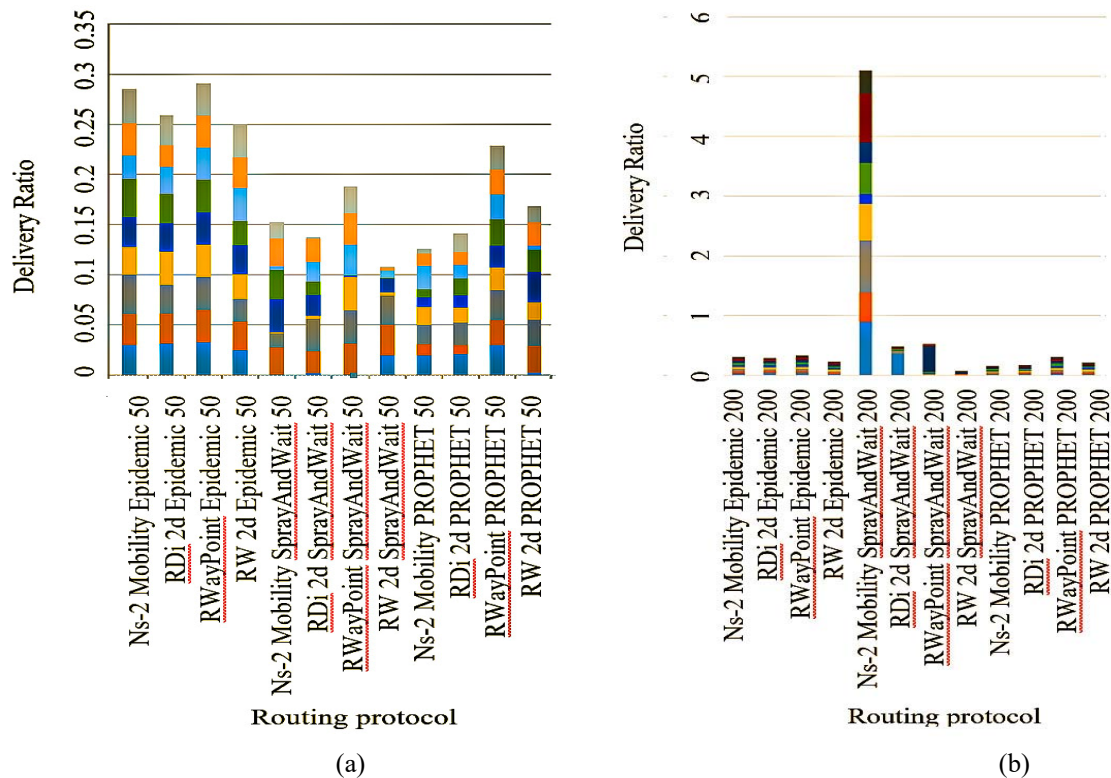 0.35
0.3
0.25
0.2
0.15
0.1
0.05
0
Delivery Ratio
Ns-2 Mobility Epidemic 50
RDi 2d Epidemic 50
RWayPoint Epidemic 50
RW 2d Epidemic 50
Ns-2 Mobility SprayAndWait 50
RDi 2d SprayAndWait 50
RWayPoint SprayAndWait 50
RW 2d SprayAndWait 50
Ns-2 Mobility PROPHET 50
RDi 2d PROPHET 50
RWayPoint PROPHET 50
RW 2d PROPHET 50
Routing protocol
(a)
6
5
4
3
2
1
0
Delivery Ratio
Ns-2 Mobility Epidemic 200
RDi 2d Epidemic 200
RWayPoint Epidemic 200
RW 2d Epidemic 200
Ns-2 Mobility SprayAndWait 200
RDi 2d SprayAndWait 200
RWayPoint SprayAndWait 200
RW 2d SprayAndWait 200
Ns-2 Mobility PROPHET 200
RDi 2d PROPHET 200
RWayPoint PROPHET 200
RW 2d PROPHET 200
Routing protocol
(b)